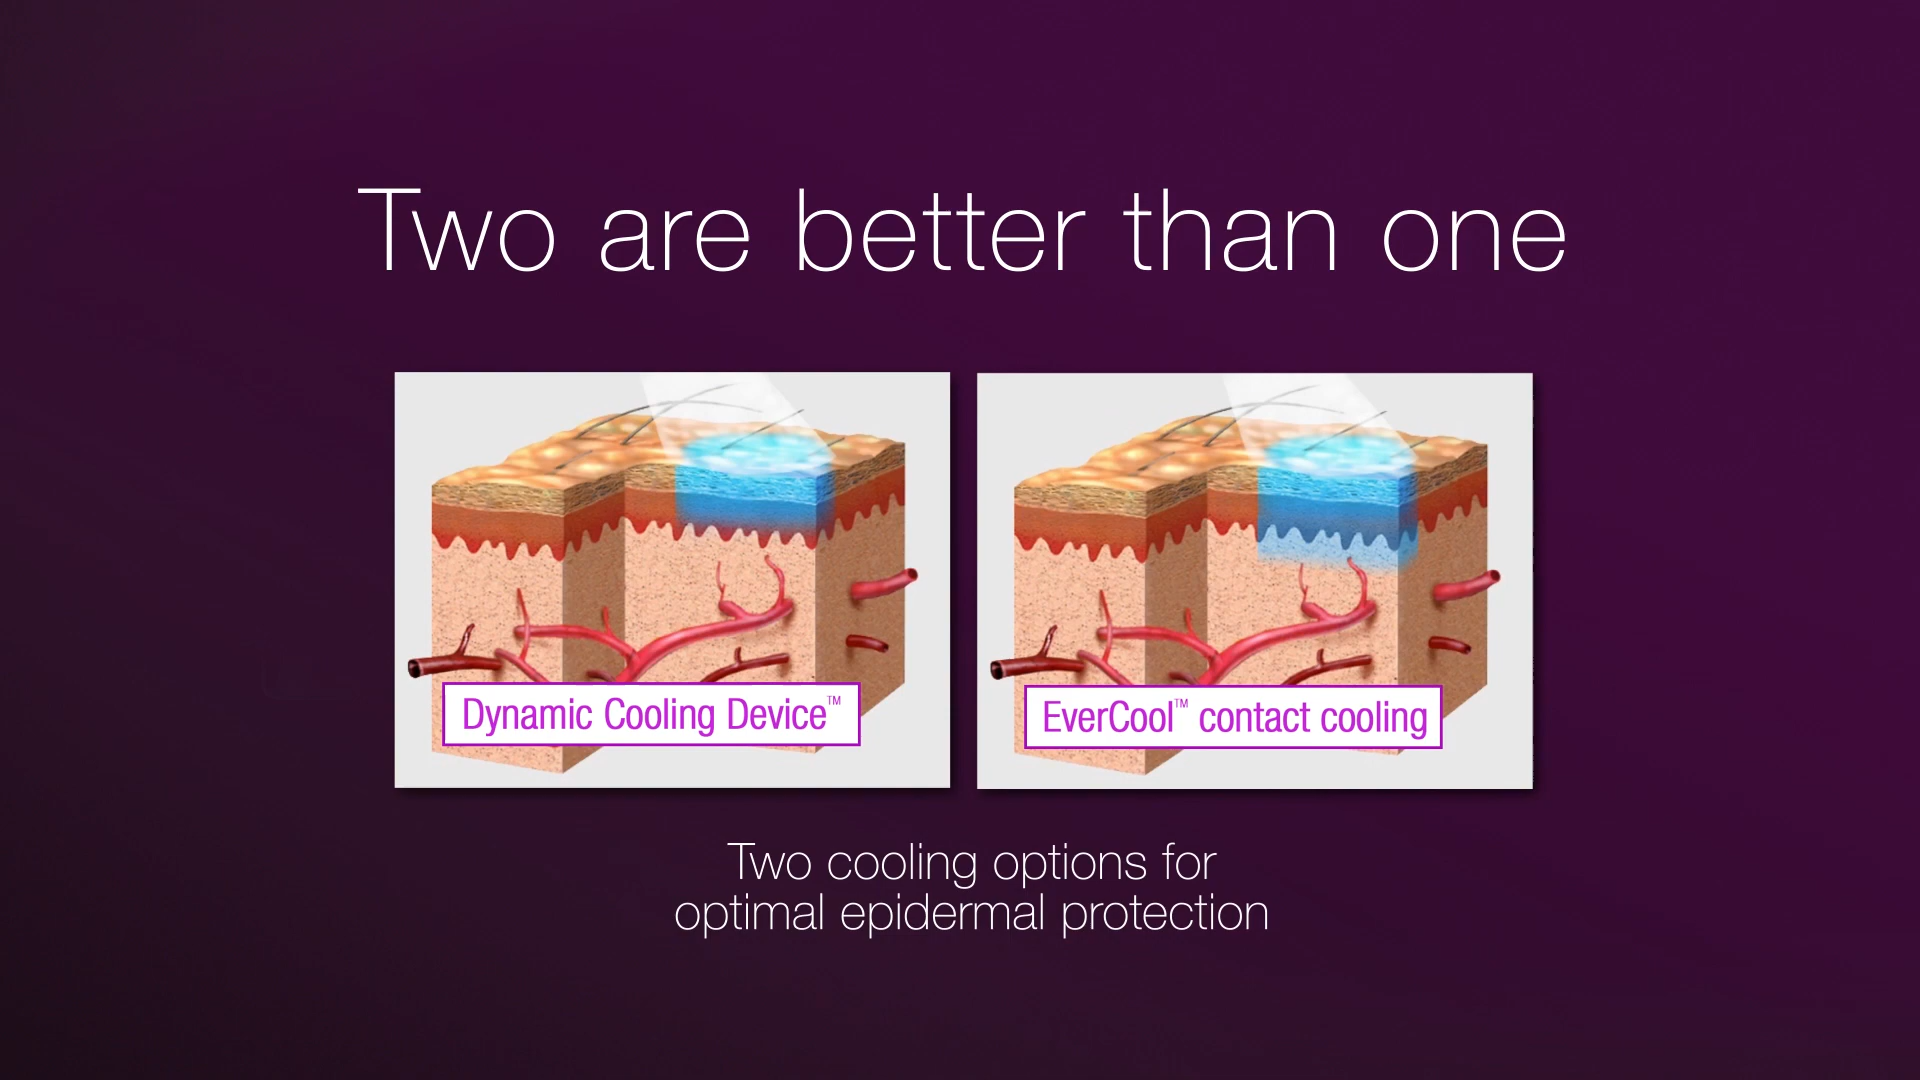 Two are better than one
Dynamic Cooling Device™
EverCool™ contact cooling
Two cooling options for
optimal epidermal protection